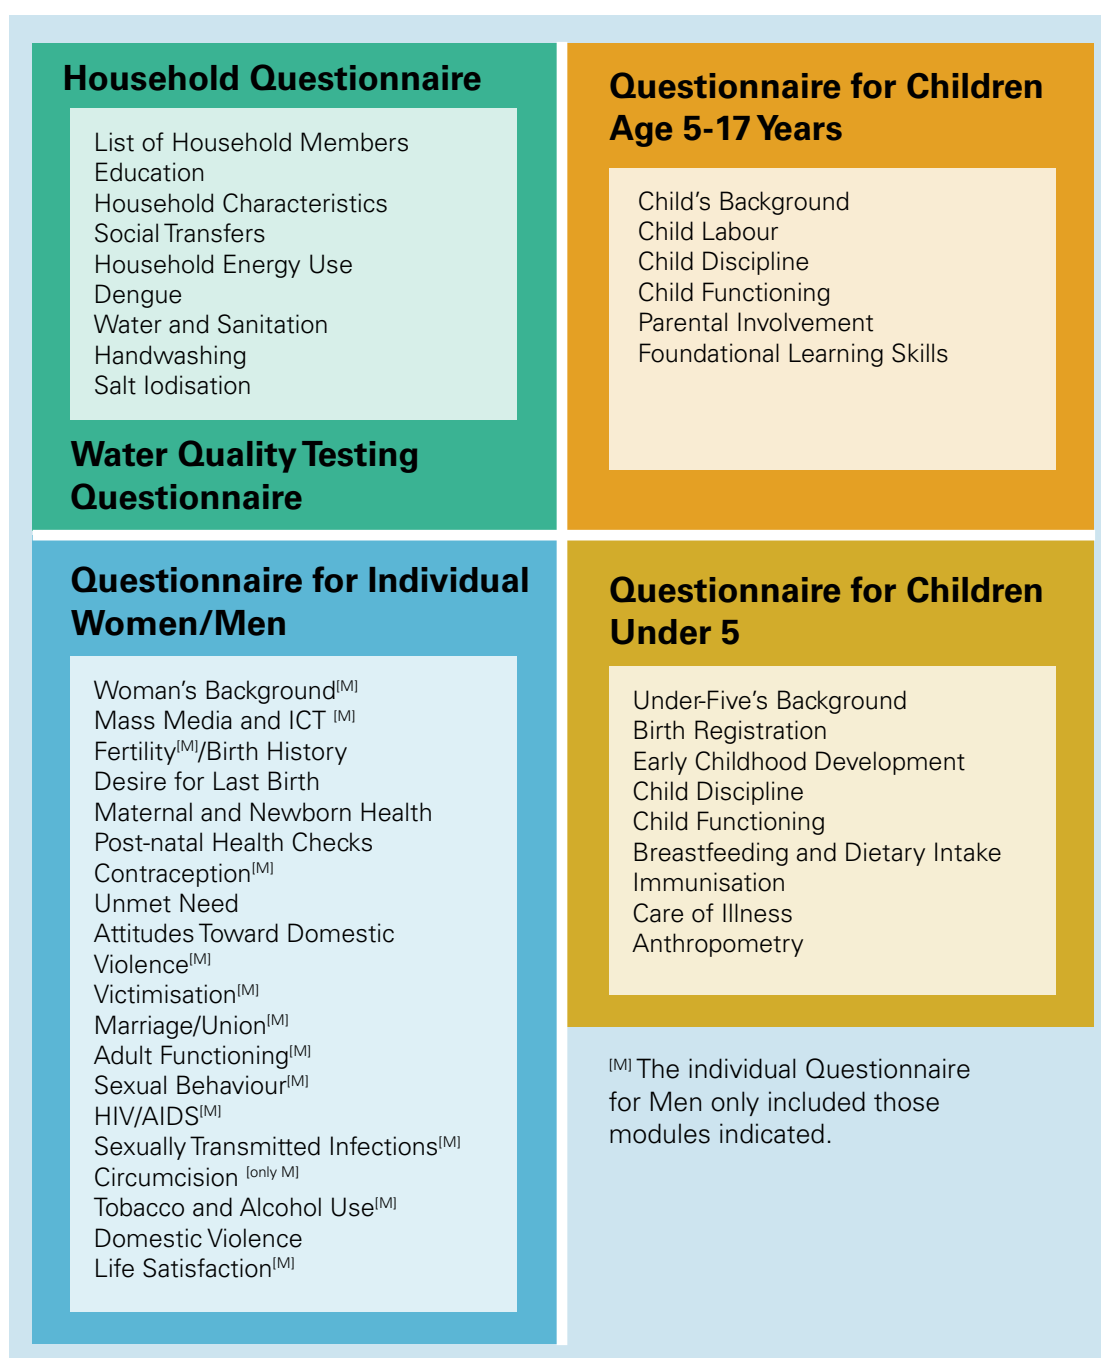 Household Questionnaire
List of Household Members
Education
Household Characteristics
Social Transfers
Household Energy Use
Dengue
Water and Sanitation
Handwashing
Salt Iodisation
Water Quality Testing
Questionnaire
Questionnaire for Children
Age 5-17 Years
Child's Background
Child Labour
Child Discipline
Child Functioning
Parental Involvement
Foundational Learning Skills
Questionnaire for Individual
Women/Men
Woman's Background[M]
Mass Media and ICT [M]
Fertility[M]/Birth History
Desire for Last Birth
Maternal and Newborn Health
Post-natal Health Checks
Contraception[M]
Unmet Need
Attitudes Toward Domestic
Violence[M]
Victimisation[M]
Marriage/Union[M]
Adult Functioning[M]
Sexual Behaviour[M]
HIV/AIDS[M]
Sexually Transmitted Infections[M]
Circumcision [only M]
Tobacco and Alcohol Use[M]
Domestic Violence
Life Satisfaction[M]
Questionnaire for Children
Under 5
Under-Five's Background
Birth Registration
Early Childhood Development
Child Discipline
Child Functioning
Breastfeeding and Dietary Intake
Immunisation
Care of Illness
Anthropometry
[M] The individual Questionnaire
for Men only included those
modules indicated.